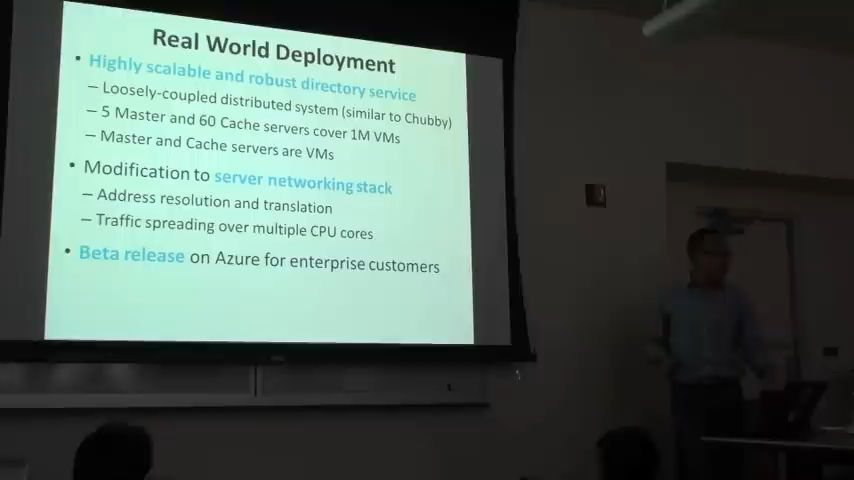 Real World Deployment
• Highly scalable and robust directory service
– Loosely-coupled distributed system (similar to Chubby)
– 5 Master and 60 Cache servers cover 1M VMs
– Master and Cache servers are VMs
• Modification to server networking stack
– Address resolution and translation
– Traffic spreading over multiple CPU cores
• Beta release on Azure for enterprise customers